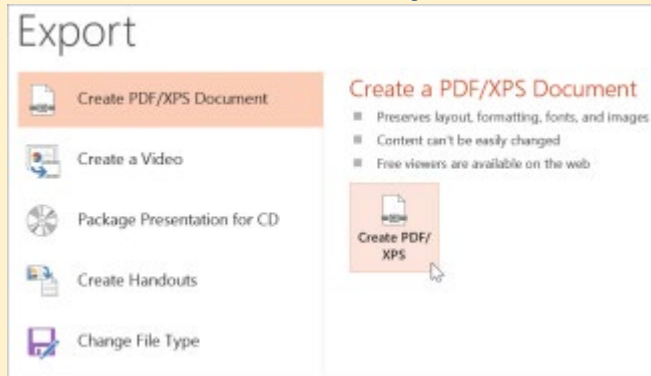 Export
Create PDF/XPS Document
Create a Video
Package Presentation for CD
Create Handouts
Change File Type
Create a PDF/XPS Document
Preserves layout, formatting, fonts, and images
Content can't be easily changed
Free viewers are available on the web
Create PDF/
XPS